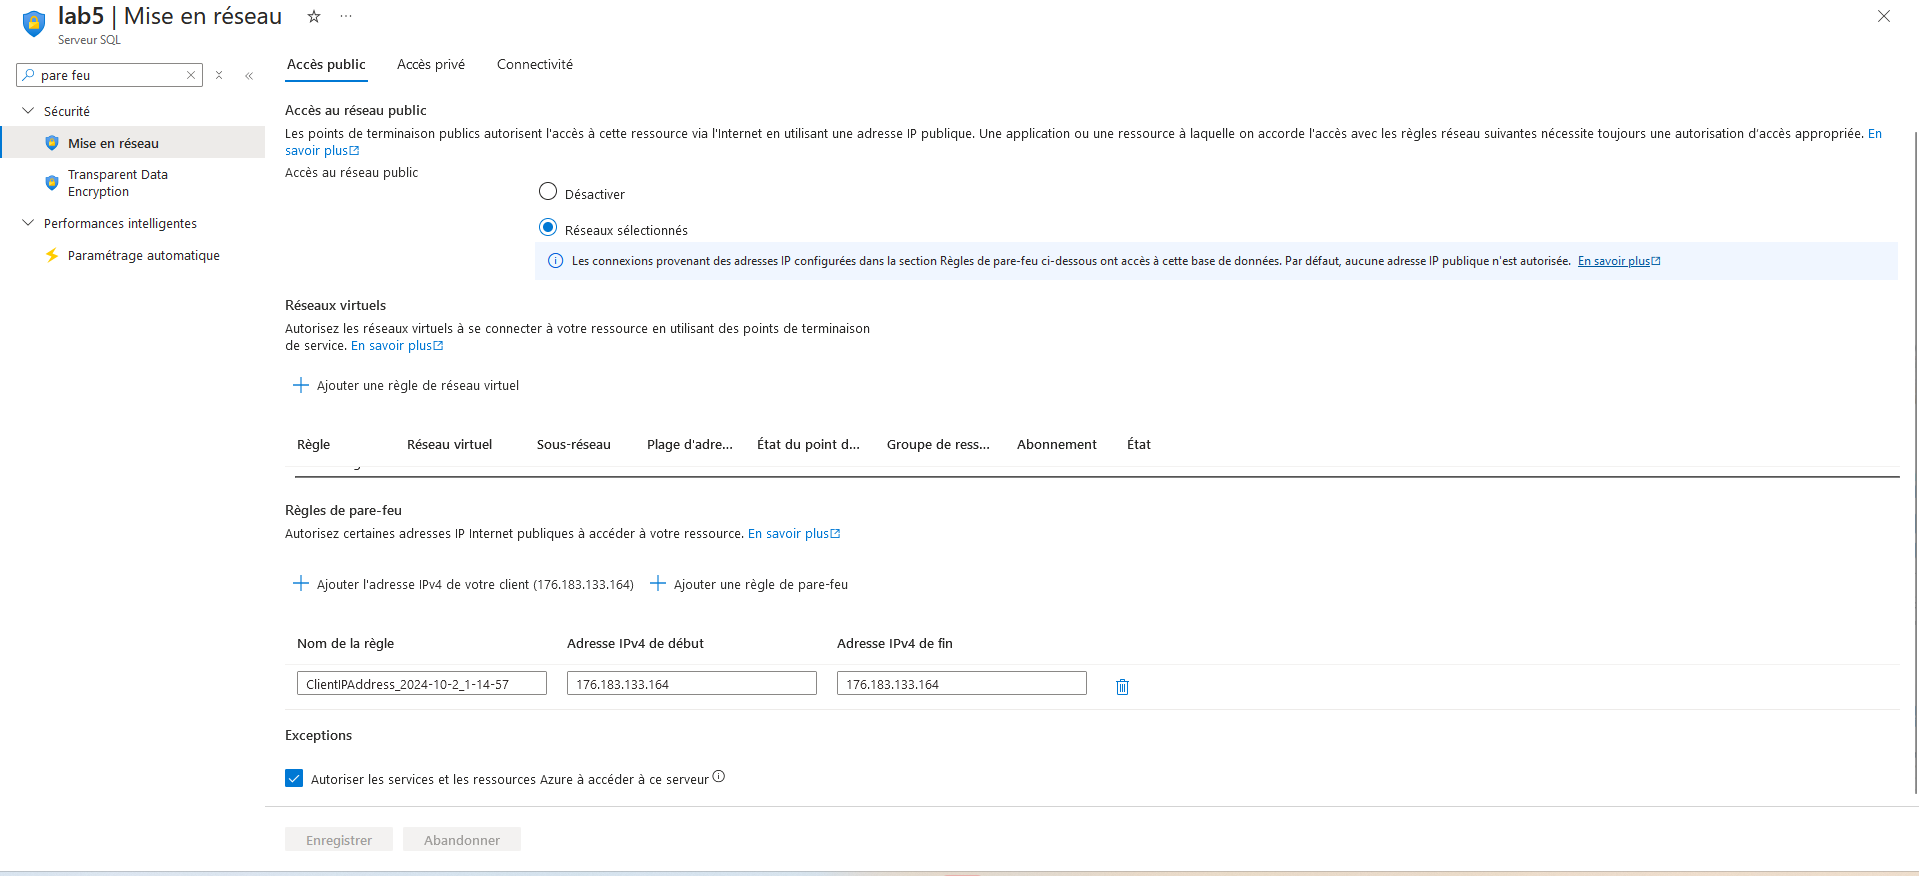 lab5 | Mise en réseau
Serveur SQL
pare feu
Sécurité
Mise en réseau
Transparent Data
Encryption
Performances intelligentes
Paramétrage automatique
Accès public
Accès privé
Connectivité
Accès au réseau public
Les points de terminaison publics autorisent l'accès à cette ressource via l'Internet en utilisant une adresse IP publique. Une application ou une ressource à laquelle on accorde l'accès avec les règles réseau suivantes nécessite toujours une autorisation d'accès appropriée. En
savoir plus
Accès au réseau public
Désactiver
Réseaux sélectionnés
Les connexions provenant des adresses IP configurées dans la section Règles de pare-feu ci-dessous ont accès à cette base de données. Par défaut, aucune adresse IP publique n'est autorisée. En savoir plus
Réseaux virtuels
Autorisez les réseaux virtuels à se connecter à votre ressource en utilisant des points de terminaison
de service. En savoir plus
Ajouter une règle de réseau virtuel
Règle Réseau virtuel Sous-réseau Plage d'adre... État du point d... Groupe de ress... Abonnement État
Règles de pare-feu
Autorisez certaines adresses IP Internet publiques à accéder à votre ressource. En savoir plus
Ajouter l'adresse IPv4 de votre client (176.183.133.164) Ajouter une règle de pare-feu
Nom de la règle Adresse IPv4 de début Adresse IPv4 de fin
ClientIPAddress_2024-10-2_1-14-57 176.183.133.164 176.183.133.164
Exceptions
Autoriser les services et les ressources Azure à accéder à ce serveur
Enregistrer Abandonner